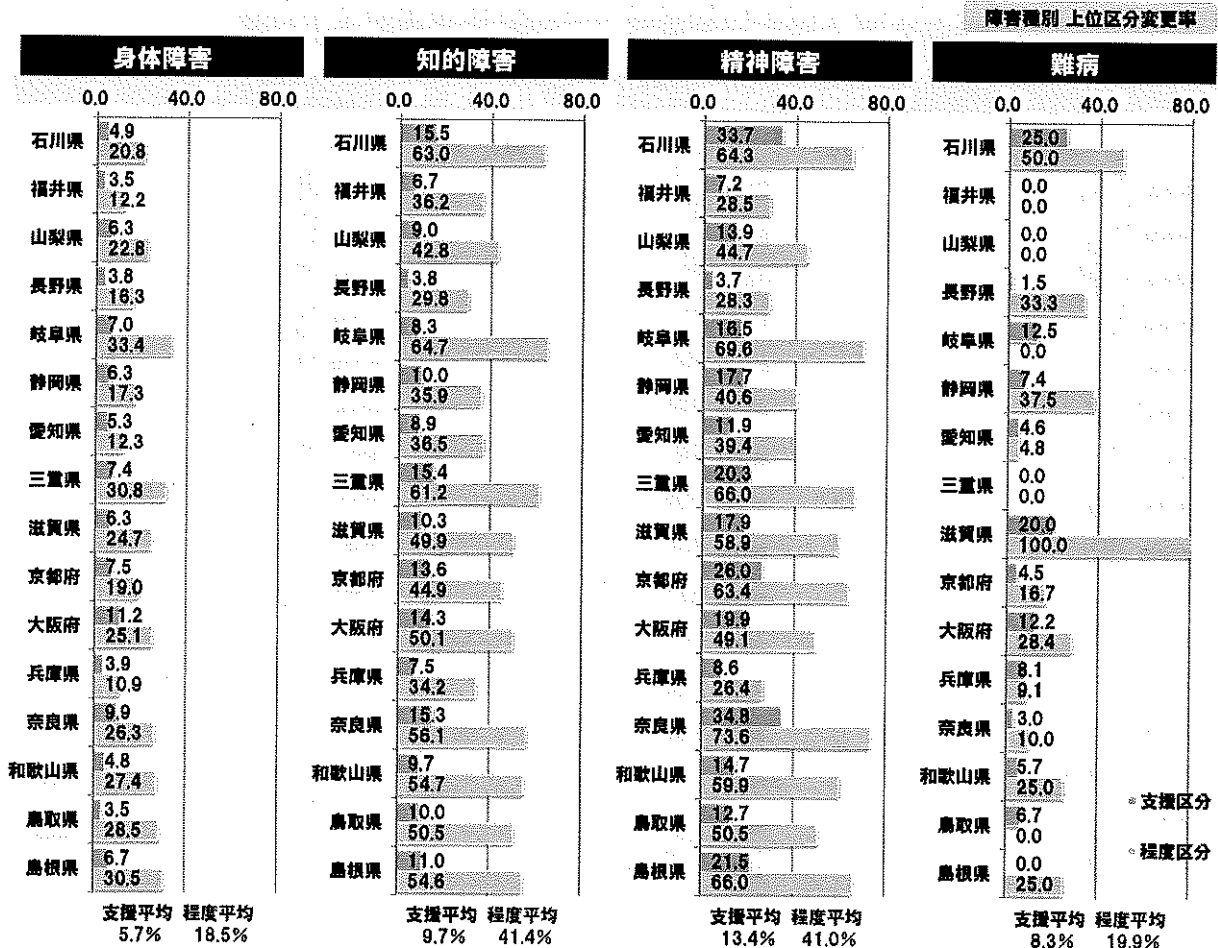 障害種別 上位区分変更率
身体障害
0.0 40.0 80.0
石川県 4.9 20.8
福井県 3.5 12.2
山梨県 6.3 22.8
長野県 3.8 16.3
岐阜県 7.0 33.4
静岡県 6.3 17.3
愛知県 5.3 12.3
三重県 7.4 30.8
滋賀県 6.3 24.7
京都府 7.5 19.0
大阪府 11.2 25.1
兵庫県 3.9 10.9
奈良県 9.9 26.3
和歌山県 4.8 27.4
鳥取県 3.5 28.5
島根県 6.7 30.5
支援平均 程度平均
5.7% 18.5%
知的障害
0.0 40.0 80.0
石川県 15.5 63.0
福井県 6.7 36.2
山梨県 9.0 42.8
長野県 3.8 29.8
岐阜県 8.3 64.7
静岡県 10.0 35.9
愛知県 8.9 36.5
三重県 15.4 61.2
滋賀県 10.3 49.9
京都府 13.6 44.9
大阪府 14.3 50.1
兵庫県 7.5 34.2
奈良県 15.3 56.1
和歌山県 9.7 54.7
鳥取県 10.0 50.5
島根県 11.0 54.6
支援平均 程度平均
9.7% 41.4%
精神障害
0.0 40.0 80.0
石川県 33.7 64.3
福井県 7.2 28.5
山梨県 13.9 44.7
長野県 3.7 28.3
岐阜県 16.5 69.6
静岡県 17.7 40.6
愛知県 11.9 39.4
三重県 20.3 66.0
滋賀県 17.9 58.9
京都府 26.0 63.4
大阪府 19.9 49.1
兵庫県 8.6 26.4
奈良県 34.8 73.6
和歌山県 14.7 59.9
鳥取県 12.7 50.5
島根県 21.5 66.0
支援平均 程度平均
13.4% 41.0%
難病
0.0 40.0 80.0
石川県 25.0 50.0
福井県 0.0 0.0
山梨県 0.0 0.0
長野県 1.5 33.3
岐阜県 12.5 0.0
静岡県 7.4 37.5
愛知県 4.6 4.8
三重県 0.0 0.0
滋賀県 20.0 100.0
京都府 4.5 16.7
大阪府 12.2 28.4
兵庫県 8.1 9.1
奈良県 3.0 10.0
和歌山県 5.7 25.0
鳥取県 6.7 0.0
島根県 0.0 25.0
支援区分
程度区分
支援平均 程度平均
8.3% 19.9%